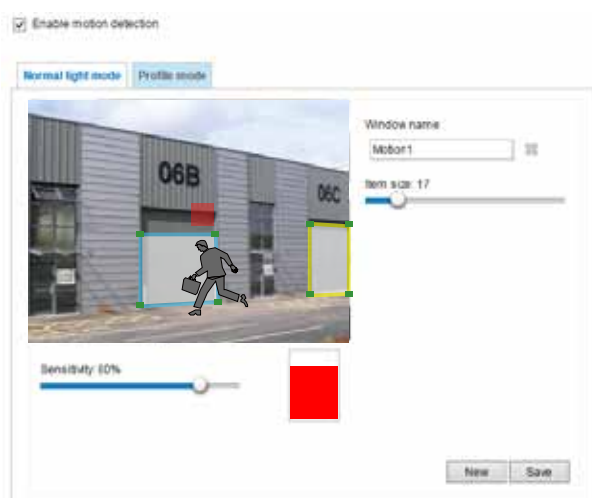 Enable motion detection
Normal light mode
Profile mode
06B
06C
Window name
Motion1
Item size: 17
Sensitivity: 80%
New
Save